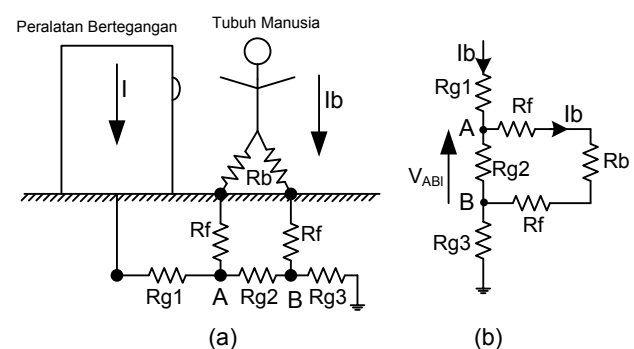 Peralatan Bertegangan
Tubuh Manusia
I
Ib
Rb
Rf
Rf
Rg1
A
Rg2
B
Rg3
(a)
Ib
Rg1
Rf
Ib
A
Rb
Rg2
V_ABI
B
Rf
Rg3
(b)